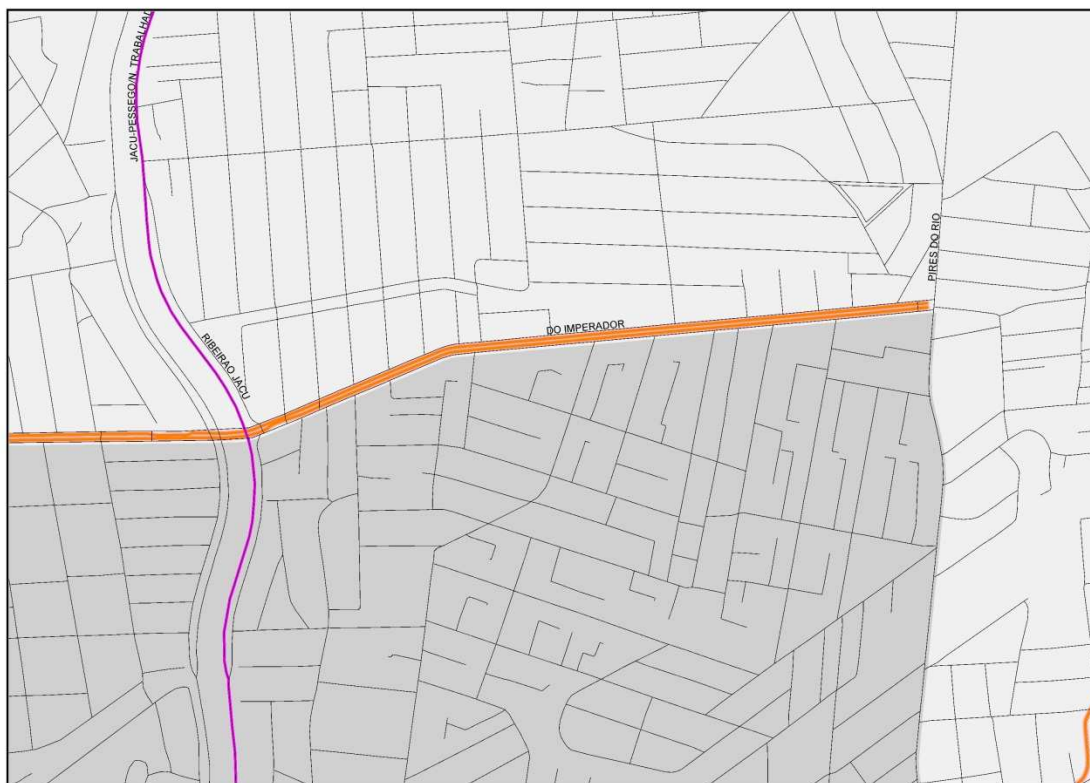 JACU-PESSEGO/N. TRABALHAD
PIRES DO RIO
DO IMPERADOR
RIBEIRAO JACU